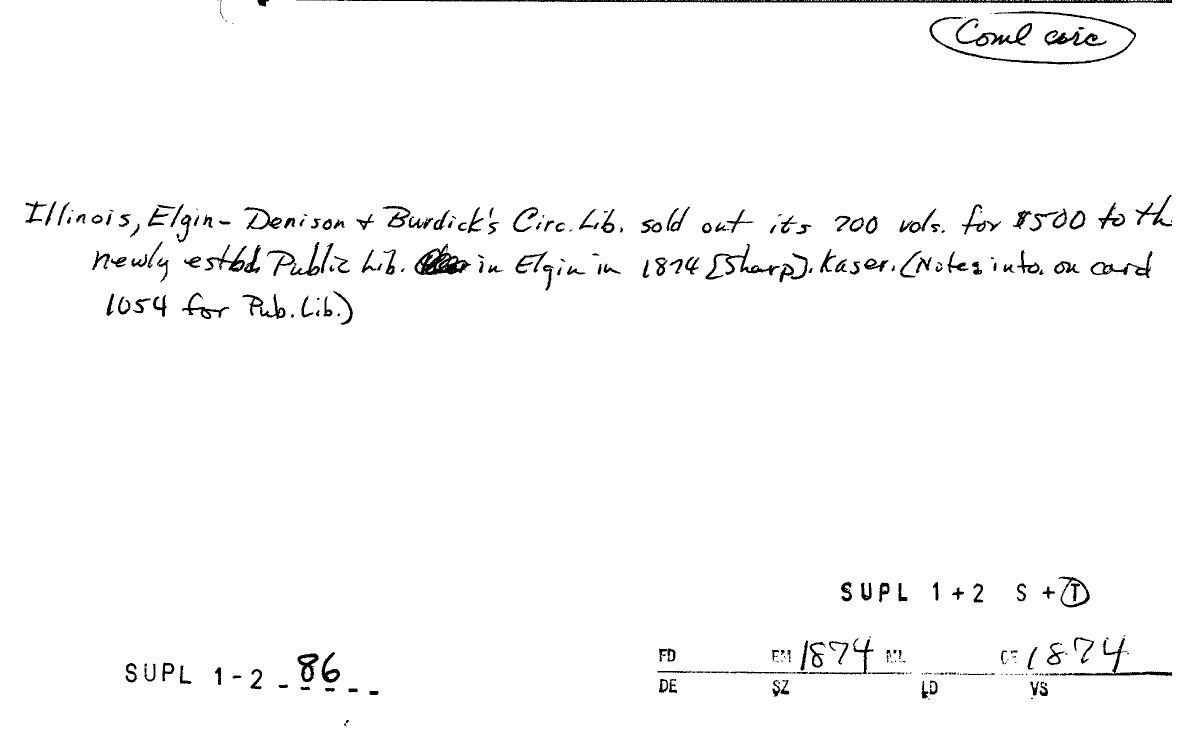 Coml circ
Illinois, Elgin- Denison + Burdick's Circ. Lib. sold out its 700 vols. for $500 to th
newly estbd. Public Lib. in Elgin in 1874 [Sharp]. Kaser. (Notes info. on card
1054 for Pub. Lib.)
SUPL 1+2 S + T
SUPL 1-2 - 86 - -
FD EM 1874 ML CE 1874
DE SZ LD VS